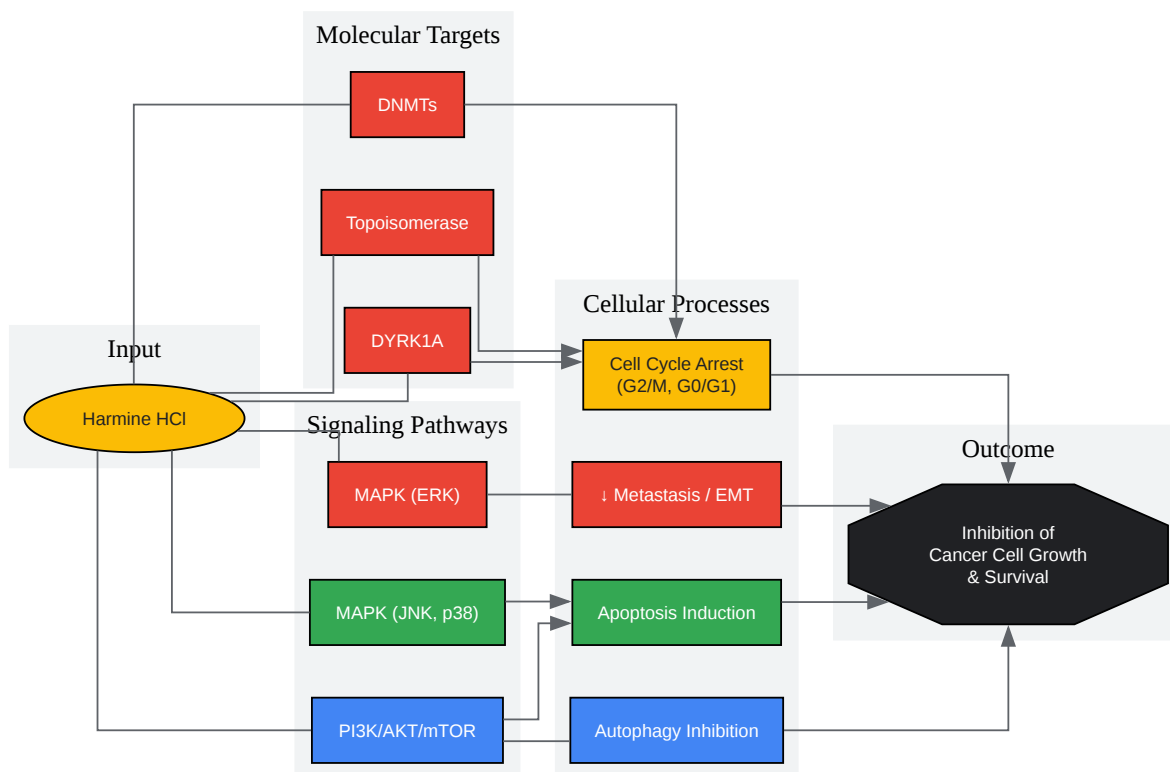 Molecular Targets
DNMTs
Topoisomerase
DYRK1A
Input
Harmine HCl
Signaling Pathways
MAPK (ERK)
MAPK (JNK, p38)
PI3K/AKT/mTOR
Cellular Processes
Cell Cycle Arrest
(G2/M, G0/G1)
↓ Metastasis / EMT
Apoptosis Induction
Autophagy Inhibition
Outcome
Inhibition of
Cancer Cell Growth
& Survival